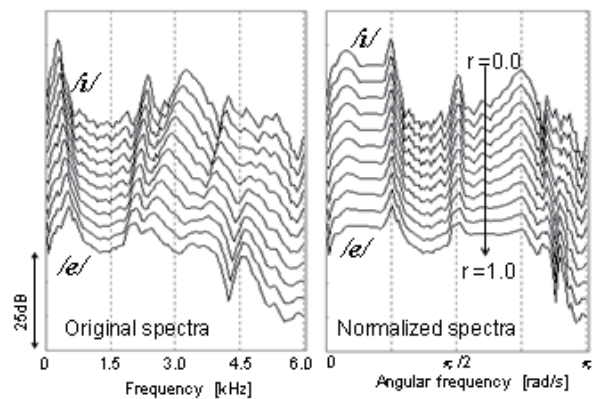 /i/
/e/
25dB
Original spectra
0 1.5 3.0 4.5 6.0
Frequency [kHz]
/i/
r=0.0
/e/
r=1.0
Normalized spectra
0 π/2 π
Angular frequency [rad/s]